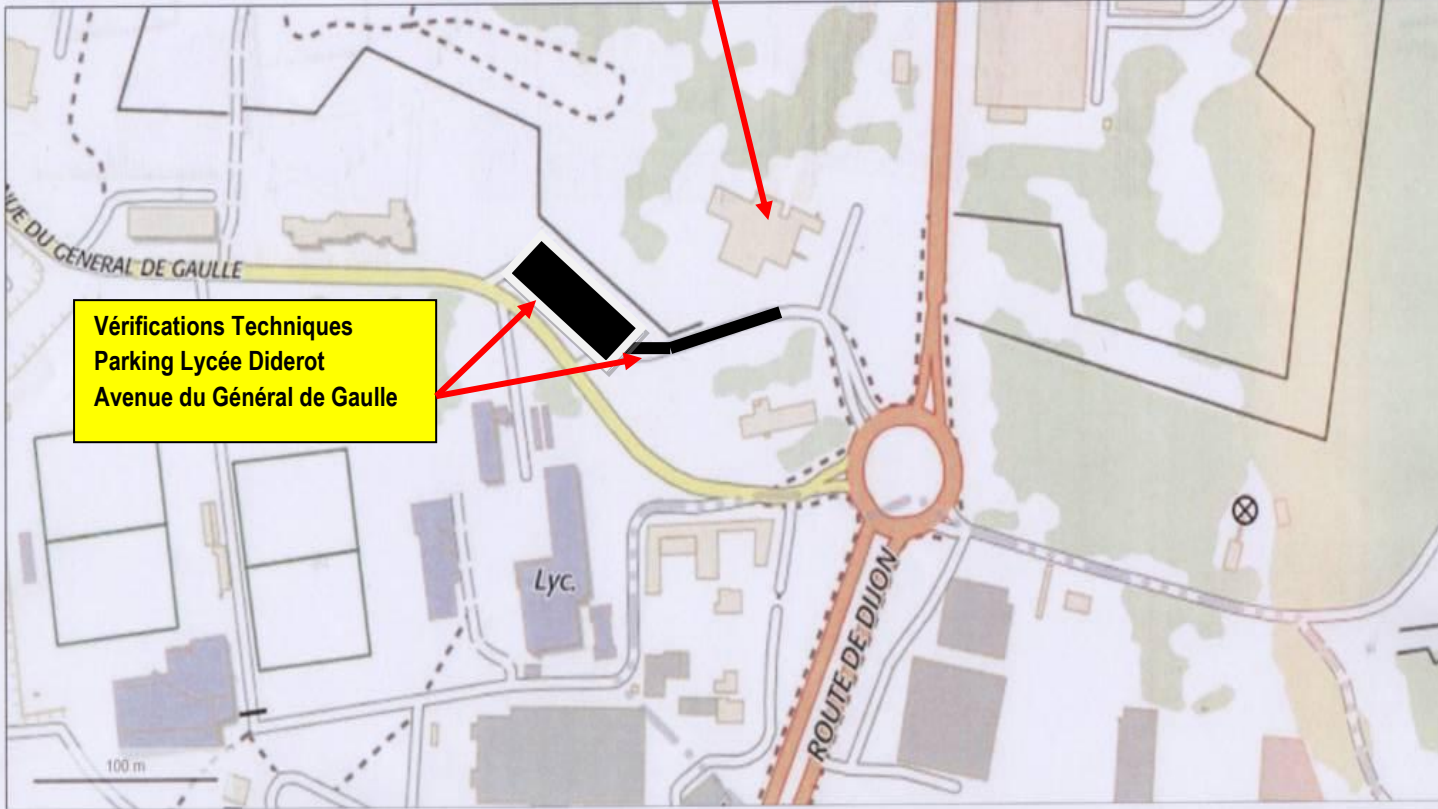 NUE DU GENERAL DE GAULLE
Vérifications Techniques
Parking Lycée Diderot
Avenue du Général de Gaulle
Lyc.
ROUTE DE DIJON
100 m